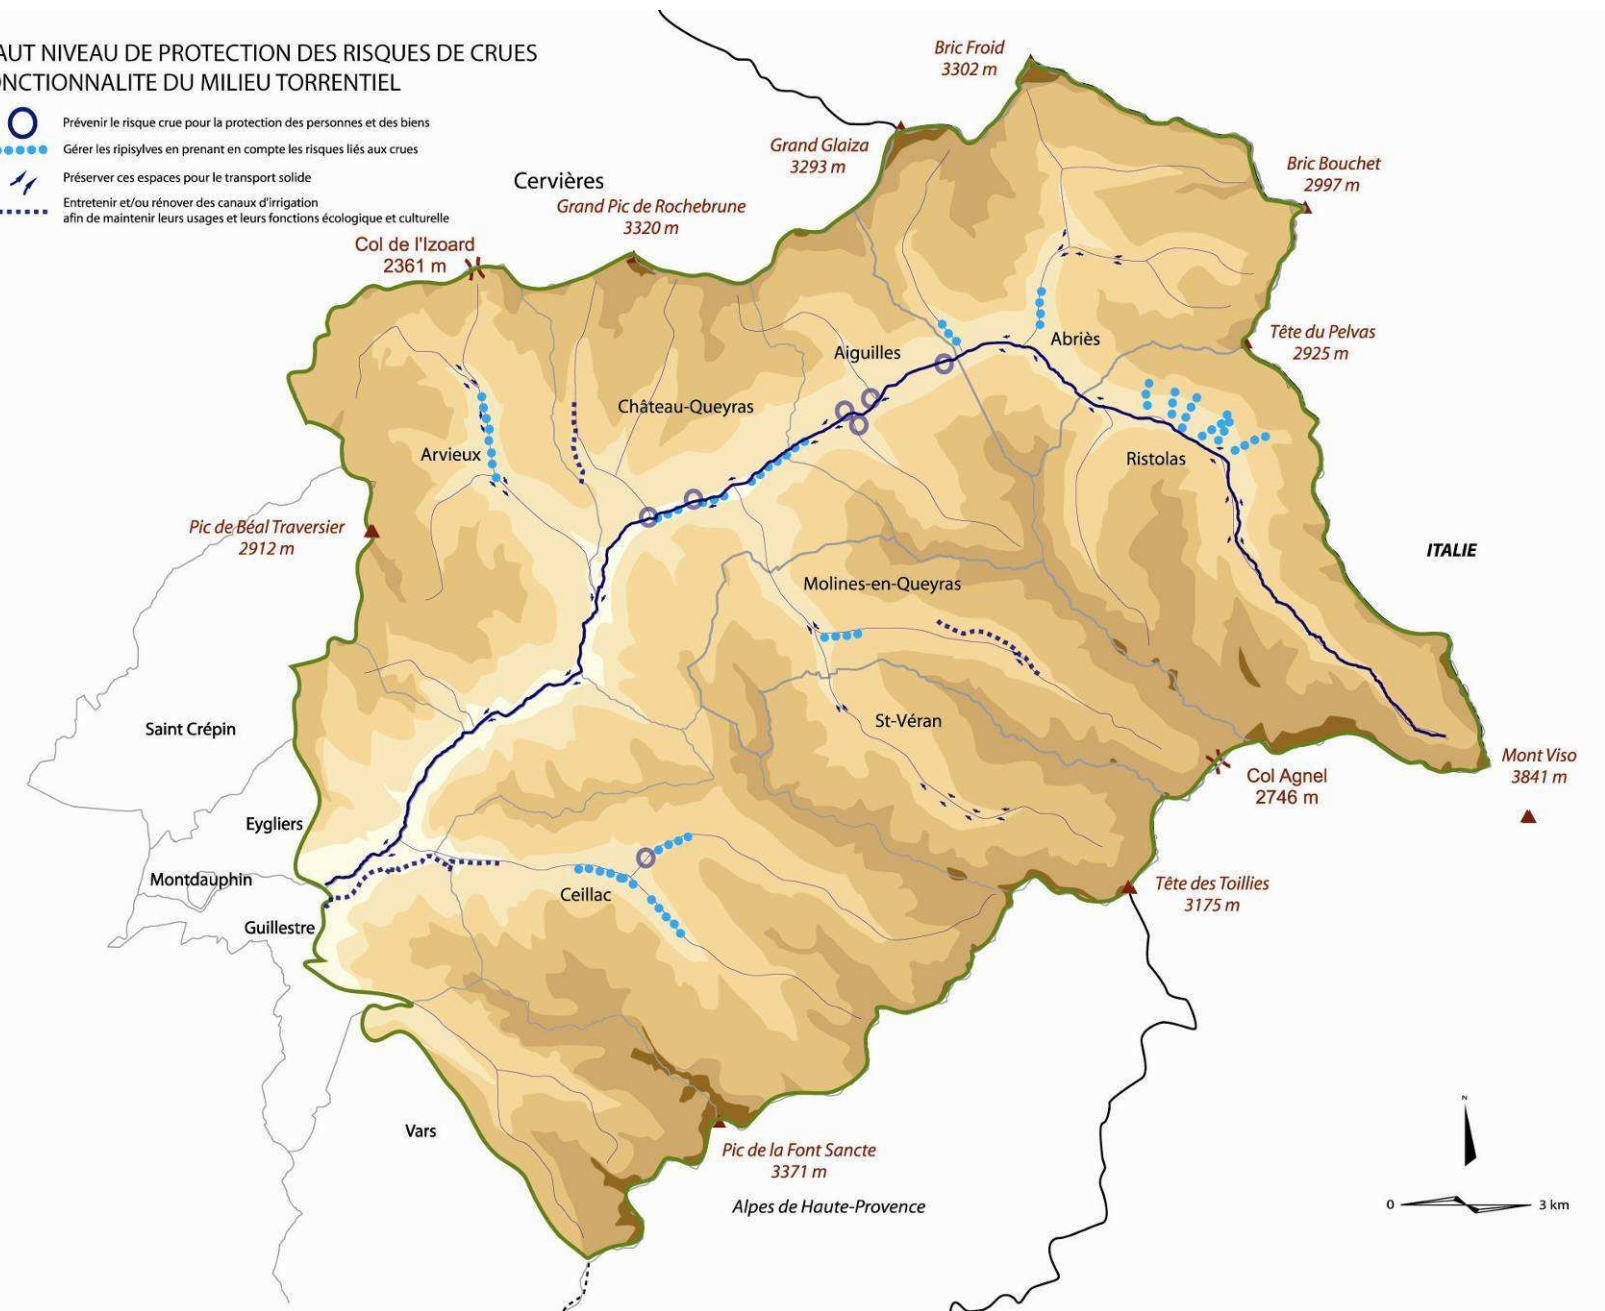 AUT NIVEAU DE PROTECTION DES RISQUES DE CRUES
ONCTIONNALITE DU MILIEU TORRENTIEL
Prévenir le risque crue pour la protection des personnes et des biens
Gérer les ripisylves en prenant en compte les risques liés aux crues
Préserver ces espaces pour le transport solide
Entretenir et/ou rénover des canaux d'irrigation
afin de maintenir leurs usages et leurs fonctions écologique et culturelle
Bric Froid
3302 m
Grand Glaiza
3293 m
Bric Bouchet
2997 m
Cervières
Grand Pic de Rochebrune
3320 m
Col de l'Izoard
2361 m
Tête du Pelvas
2925 m
Abriès
Aiguilles
Château-Queyras
Arvieux
Ristolas
Pic de Béal Traversier
2912 m
ITALIE
Molines-en-Queyras
St-Véran
Saint Crépin
Mont Viso
3841 m
Col Agnel
2746 m
Eygliers
Montdauphin
Ceillac
Tête des Toillies
3175 m
Guillestre
Vars
Pic de la Font Sancte
3371 m
Alpes de Haute-Provence
N
0 3 km